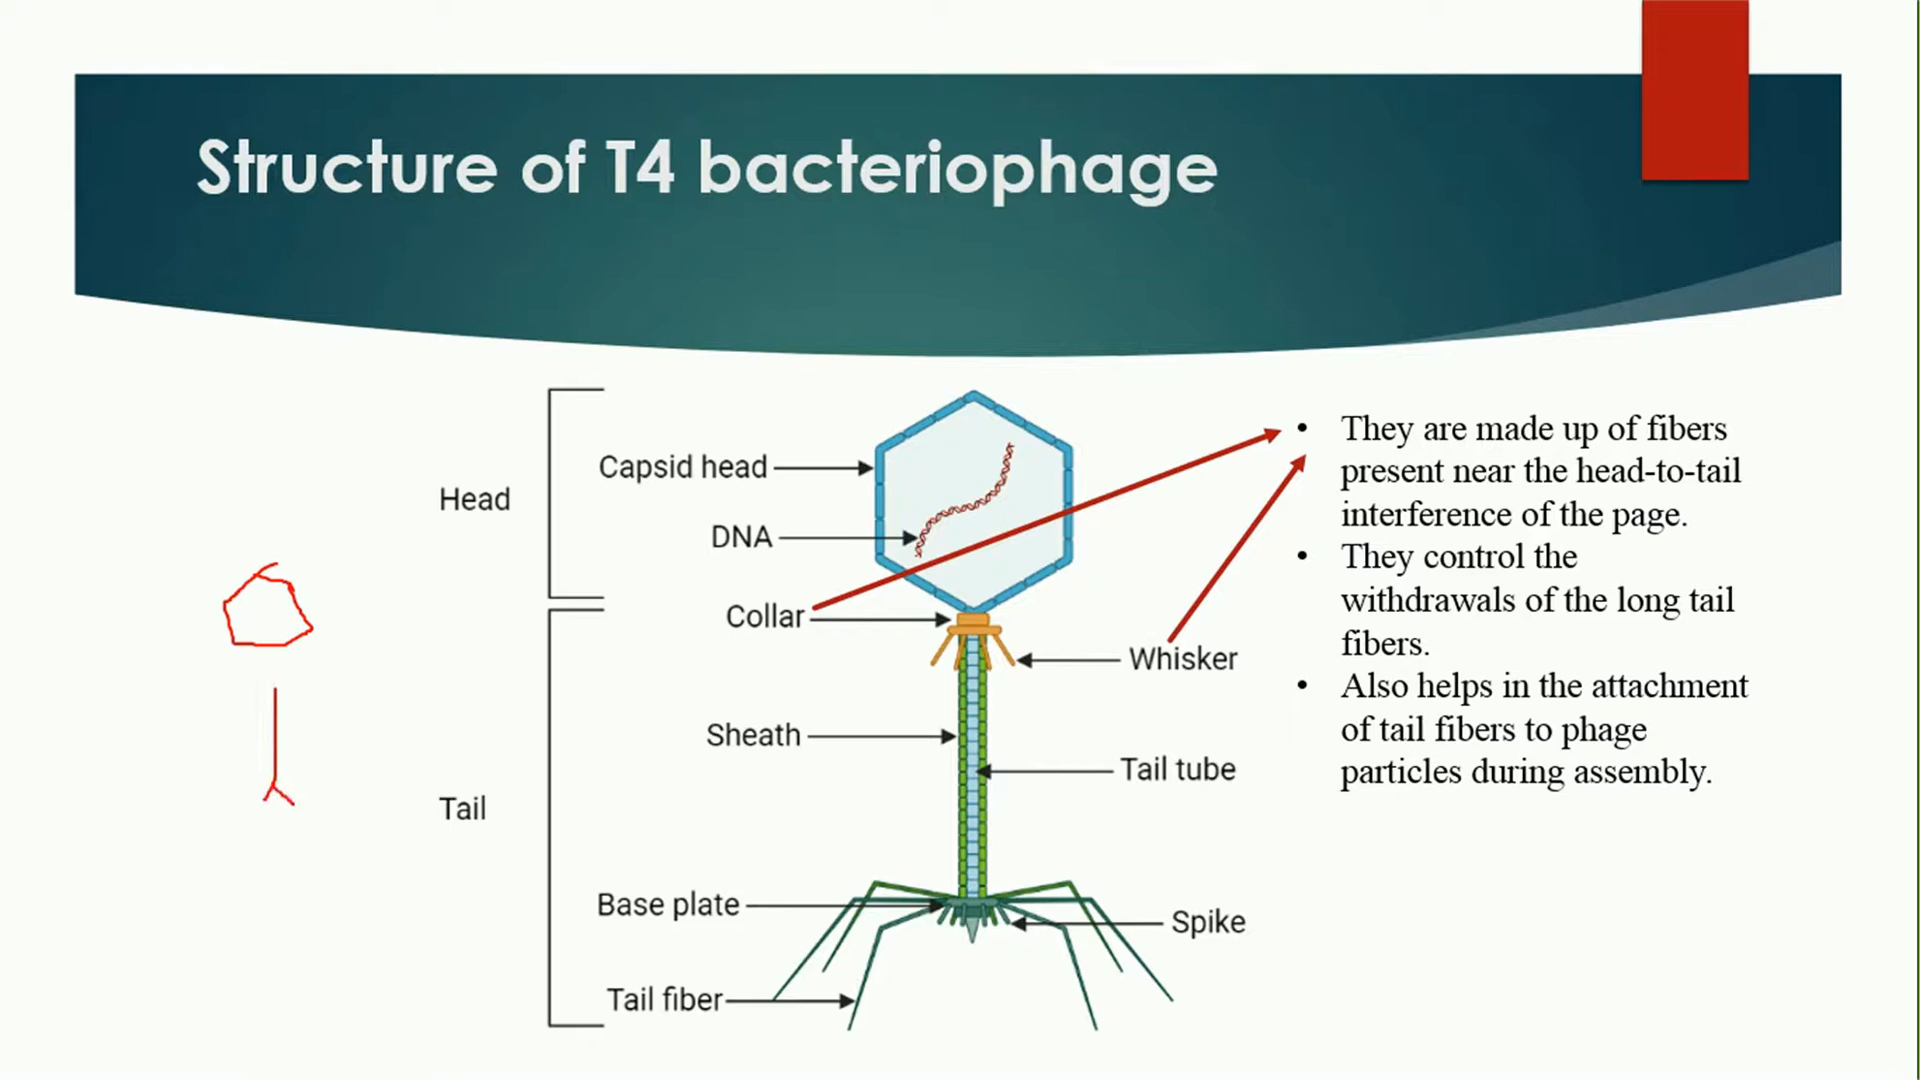 Structure of T4 bacteriophage
Head
Capsid head
DNA
Collar
Whisker
Sheath
Tail tube
Tail
Base plate
Spike
Tail fiber
• They are made up of fibers
present near the head-to-tail
interference of the page.
• They control the
withdrawals of the long tail
fibers.
• Also helps in the attachment
of tail fibers to phage
particles during assembly.